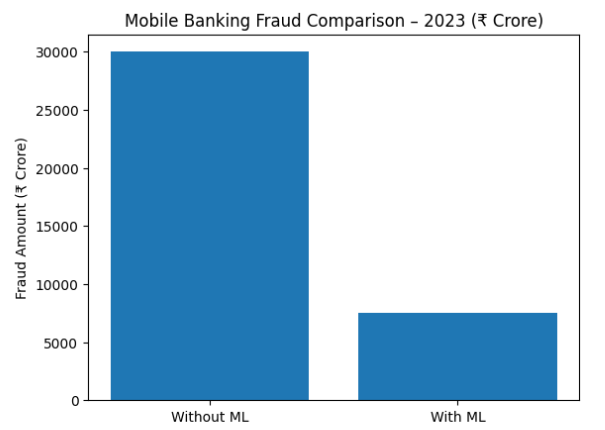 Mobile Banking Fraud Comparison – 2023 (₹ Crore)
Fraud Amount (₹ Crore)
30000
25000
20000
15000
10000
5000
0
Without ML
With ML